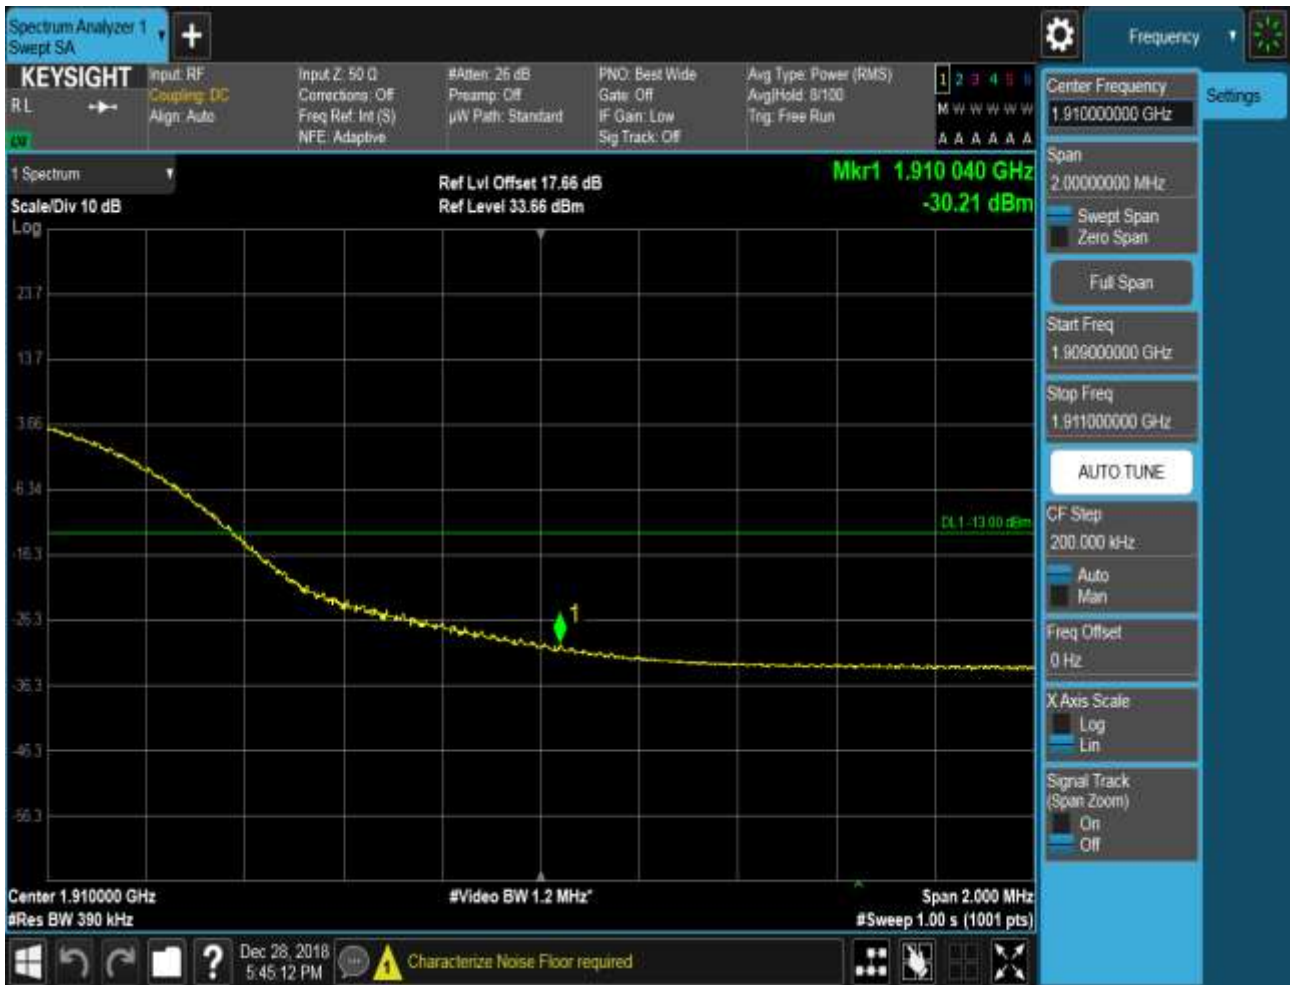 Spectrum Analyzer 1
Swept SA
+
Frequency
KEYSIGHT
RL
Input: RF
Coupling: DC
Align: Auto
Input Z: 50 Ω
Corrections: Off
Freq Ref: Int (S)
NFE: Adaptive
#Atten: 26 dB
Preamp: Off
µW Path: Standard
PNO: Best Wide
Gate: Off
IF Gain: Low
Sig Track: Off
Avg Type: Power (RMS)
Avg|Hold: 8/100
Trig: Free Run
1 2 3 4 5 6
M W W W W W
A A A A A A
1 Spectrum
Scale/Div 10 dB
Log
Ref Lvl Offset 17.66 dB
Ref Level 33.66 dBm
Mkr1 1.910 040 GHz
-30.21 dBm
23.7
13.7
3.66
-6.34
-16.3
-26.3
-36.3
-46.3
-56.3
DL1 -13.00 dBm
1
Center 1.910000 GHz
#Res BW 390 kHz
#Video BW 1.2 MHz*
Span 2.000 MHz
#Sweep 1.00 s (1001 pts)
Center Frequency
1.910000000 GHz
Settings
Span
2.00000000 MHz
Swept Span
Zero Span
Full Span
Start Freq
1.909000000 GHz
Stop Freq
1.911000000 GHz
AUTO TUNE
CF Step
200.000 kHz
Auto
Man
Freq Offset
0 Hz
X Axis Scale
Log
Lin
Signal Track
(Span Zoom)
On
Off
?
Dec 28, 2018
5:45:12 PM
1
Characterize Noise Floor required